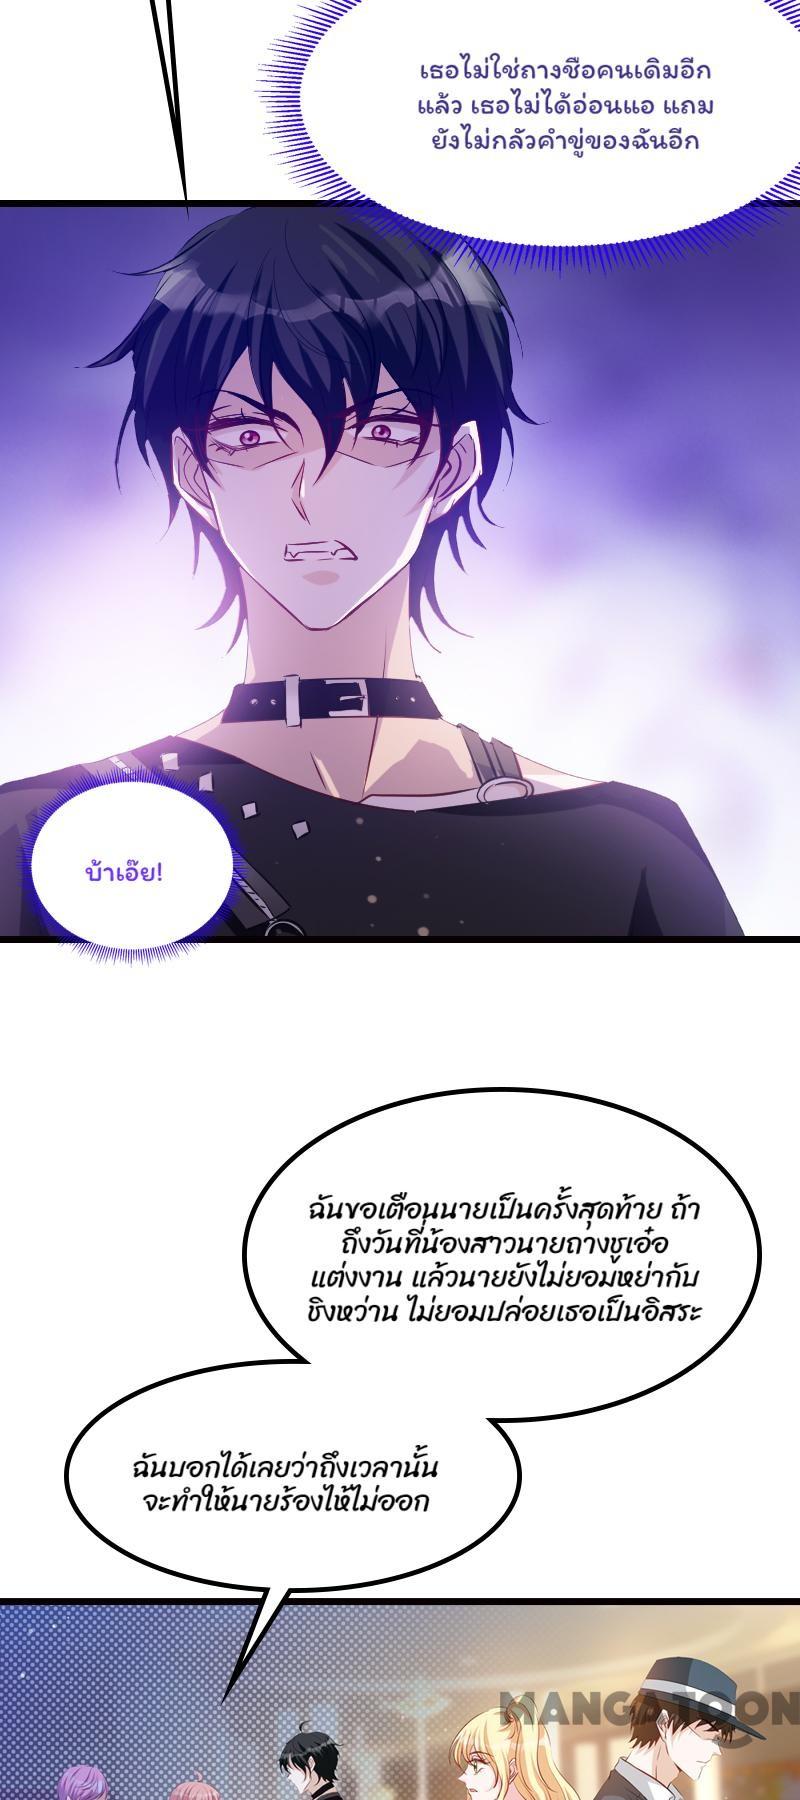 เธอไม่ใช่ถางซือคนเดิมอีก
แล้ว เธอไม่ได้อ่อนแอ แถม
ยังไม่กลัวคำขู่ของฉันอีก
บ้าเอ๊ย!
ฉันขอเตือนนายเป็นครั้งสุดท้าย ถ้า
ถึงวันที่น้องสาวนายถางชูเอ๋อ
แต่งงาน แล้วนายยังไม่ยอมหย่ากับ
ชิงหว่าน ไม่ยอมปล่อยเธอเป็นอิสระ
ฉันบอกได้เลยว่าถึงเวลานั้น
จะทำให้นายร้องไห้ไม่ออก
MANGATOON